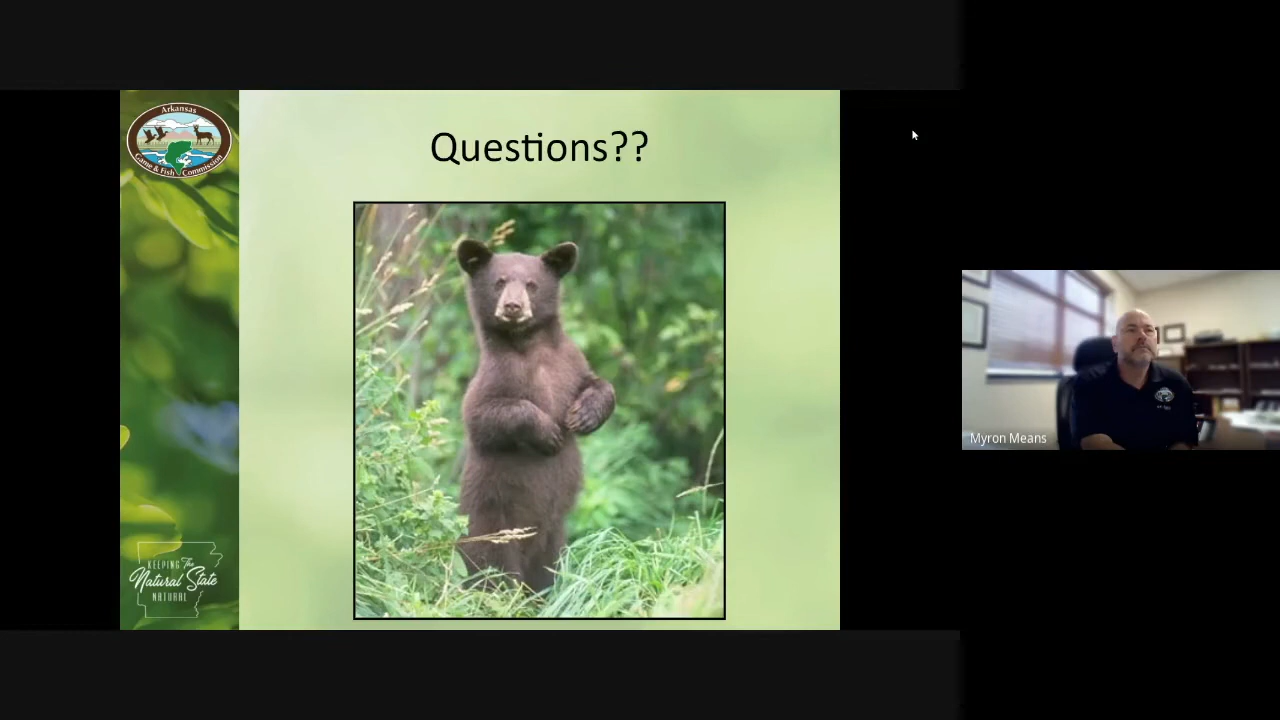 Arkansas
Game & Fish Commission
Questions??
KEEPING The
Natural State
NATURAL
Myron Means